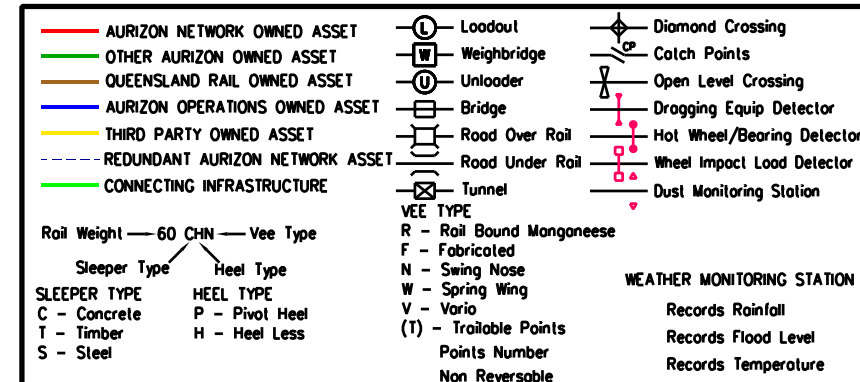 AURIZON NETWORK OWNED ASSET
OTHER AURIZON OWNED ASSET
QUEENSLAND RAIL OWNED ASSET
AURIZON OPERATIONS OWNED ASSET
THIRD PARTY OWNED ASSET
REDUNDANT AURIZON NETWORK ASSET
CONNECTING INFRASTRUCTURE
L Loadout
W Weighbridge
U Unloader
Bridge
Road Over Rail
Road Under Rail
Tunnel
Diamond Crossing
CP Catch Points
Open Level Crossing
Dragging Equip Detector
Hot Wheel/Bearing Detector
Wheel Impact Load Detector
Dust Monitoring Station
Rail Weight 60 CHN Vee Type
Sleeper Type Heel Type
SLEEPER TYPE
C - Concrete
T - Timber
S - Steel
HEEL TYPE
P - Pivot Heel
H - Heel Less
VEE TYPE
R - Rail Bound Manganeese
F - Fabricated
N - Swing Nose
W - Spring Wing
V - Vario
(T) - Trailable Points
Points Number
Non Reversable
WEATHER MONITORING STATION
Records Rainfall
Records Flood Level
Records Temperature